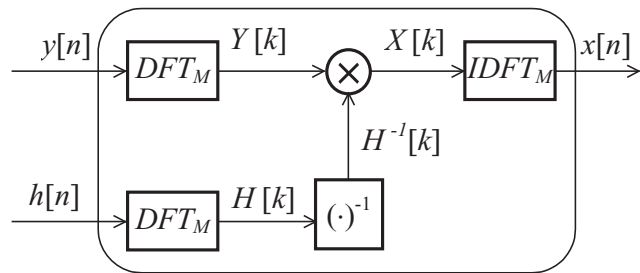 y[n] DFT_M Y[k] X[k] IDFT_M x[n]
H^{-1}[k]
h[n] DFT_M H[k] (·)^{-1}